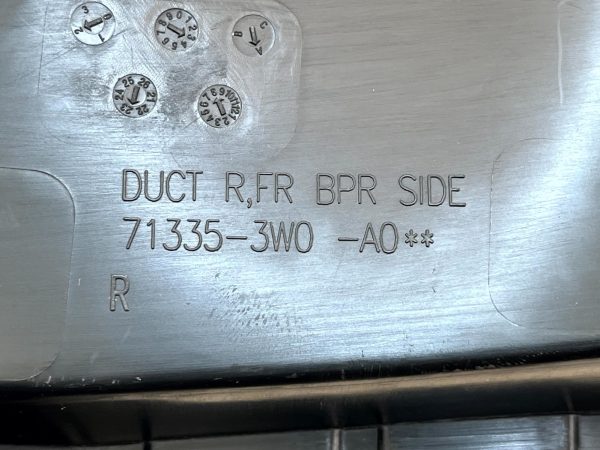 DUCT R,FR BPR SIDE
71335-3W0 -A0**
R